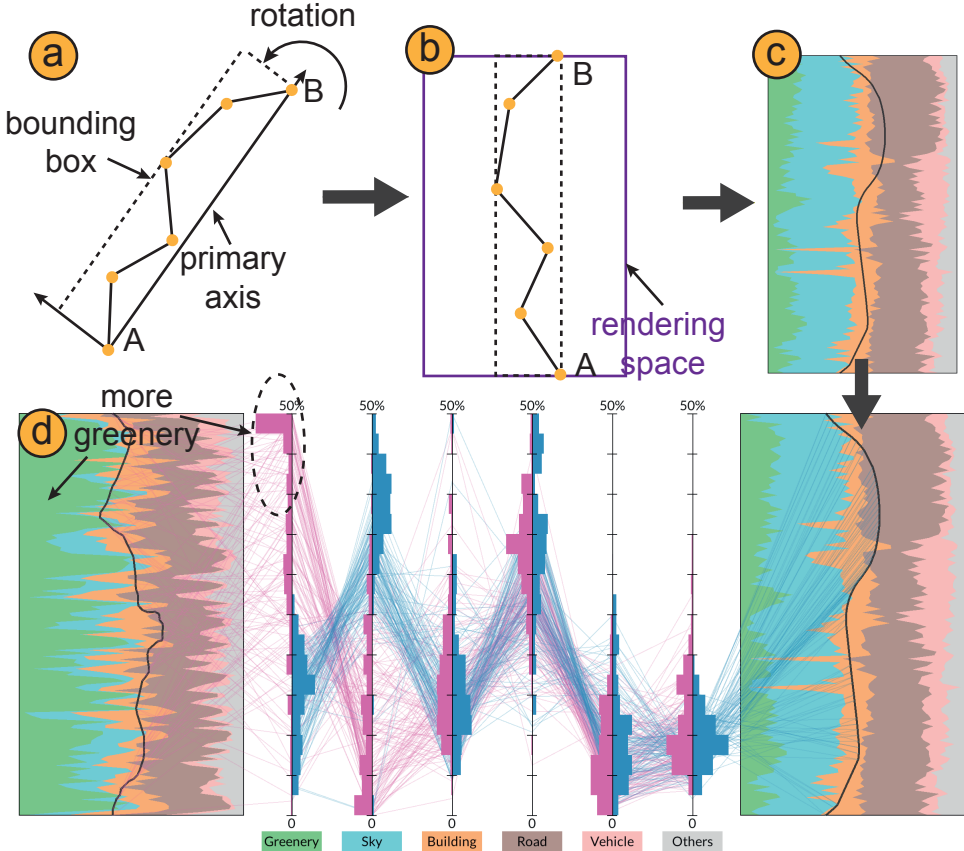 a
rotation
B
bounding
box
primary
axis
A
b
B
A
rendering
space
c
d
more
greenery
50% 50% 50% 50% 50% 50%
0 0 0 0 0 0
Greenery Sky Building Road Vehicle Others